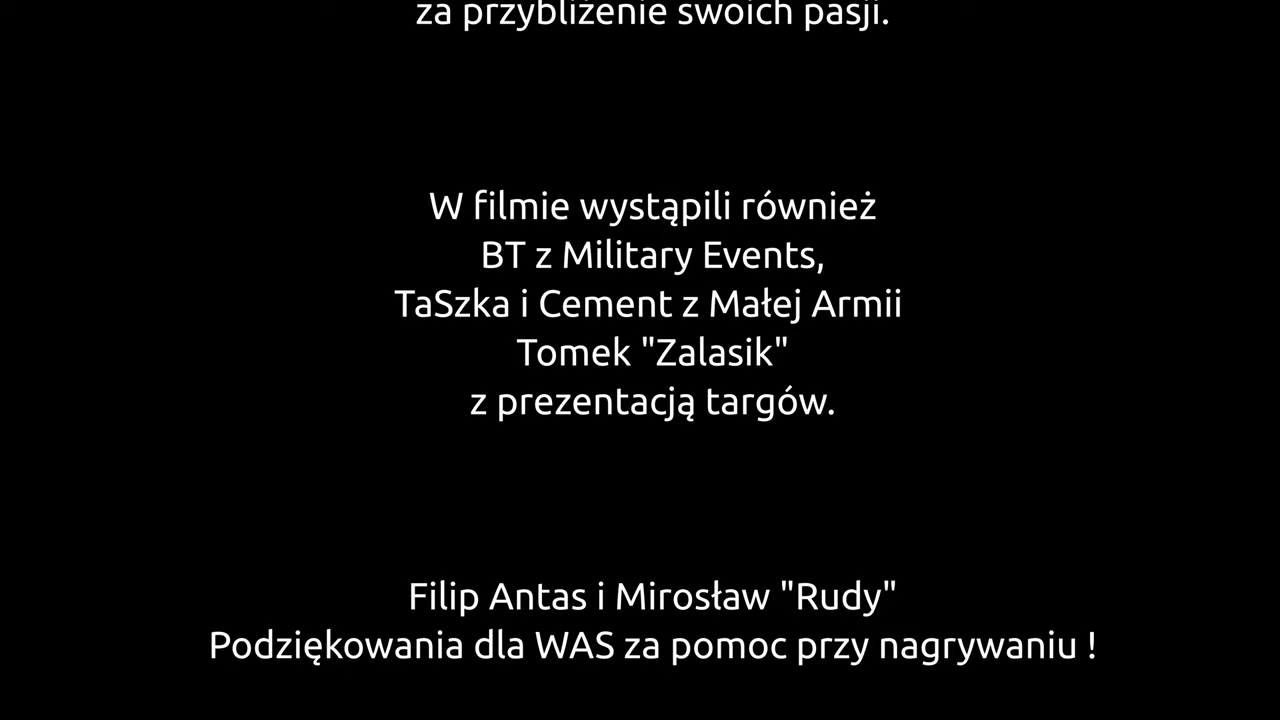 za przybliżenie swoich pasji.
W filmie wystąpili również
BT z Military Events,
TaSzka i Cement z Małej Armii
Tomek "Zalasik"
z prezentacją targów.
Filip Antas i Mirosław "Rudy"
Podziękowania dla WAS za pomoc przy nagrywaniu !